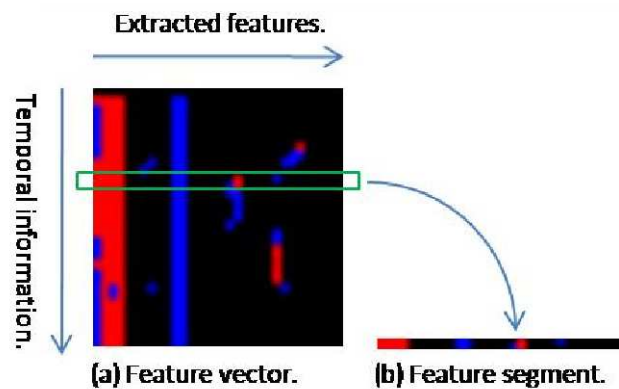 Extracted features.
Temporal information.
(a) Feature vector.
(b) Feature segment.